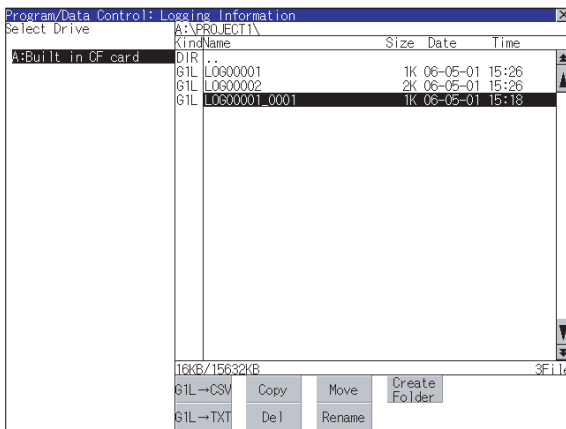 Program/Data Control: Logging Information
Select Drive
A:\PROJECT1\
Kind Name Size Date Time
A:Built in CF card
DIR ..
G1L LOG00001 1K 06-05-01 15:26
G1L LOG00002 2K 06-05-01 15:26
G1L LOG00001_0001 1K 06-05-01 15:18
16KB/15632KB 3File
G1L→CSV Copy Move Create Folder
G1L→TXT Del Rename